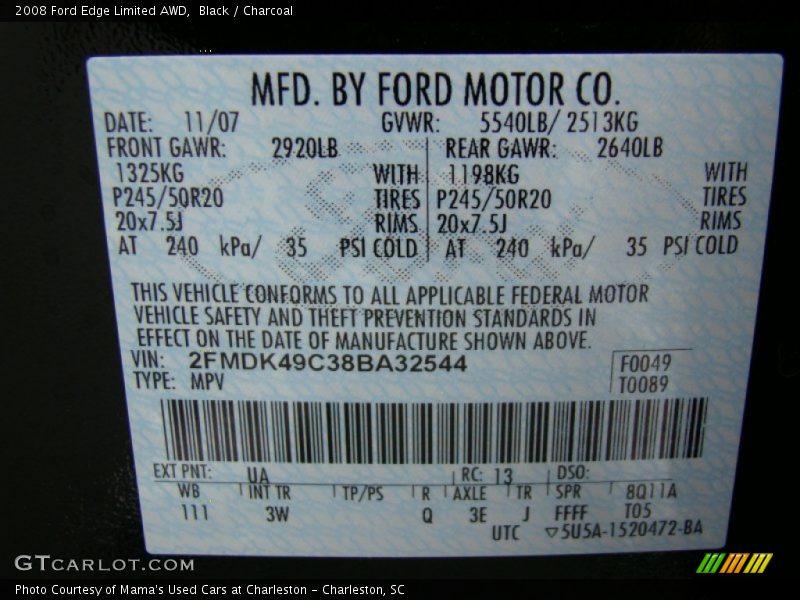 2008 Ford Edge Limited AWD,  Black / Charcoal
MFD. BY FORD MOTOR CO.
DATE: 11/07 GVWR: 5540LB/ 2513KG
FRONT GAWR: 2920LB REAR GAWR: 2640LB
1325KG WITH 1198KG WITH
P245/50R20 TIRES P245/50R20 TIRES
20x7.5J RIMS 20x7.5J RIMS
AT 240 kPa/ 35 PSI COLD AT 240 kPa/ 35 PSI COLD
THIS VEHICLE CONFORMS TO ALL APPLICABLE FEDERAL MOTOR
VEHICLE SAFETY AND THEFT PREVENTION STANDARDS IN
EFFECT ON THE DATE OF MANUFACTURE SHOWN ABOVE.
VIN: 2FMDK49C38BA32544 F0049
TYPE: MPV T0089
EXT PNT: UA RC: 13 DSO:
WB INT TR TP/PS R AXLE TR SPR 8Q11A
111 3W Q 3E J FFFF T05
UTC ▽5U5A-1520472-BA
GTCARLOT.COM
Photo Courtesy of Mama's Used Cars at Charleston - Charleston, SC